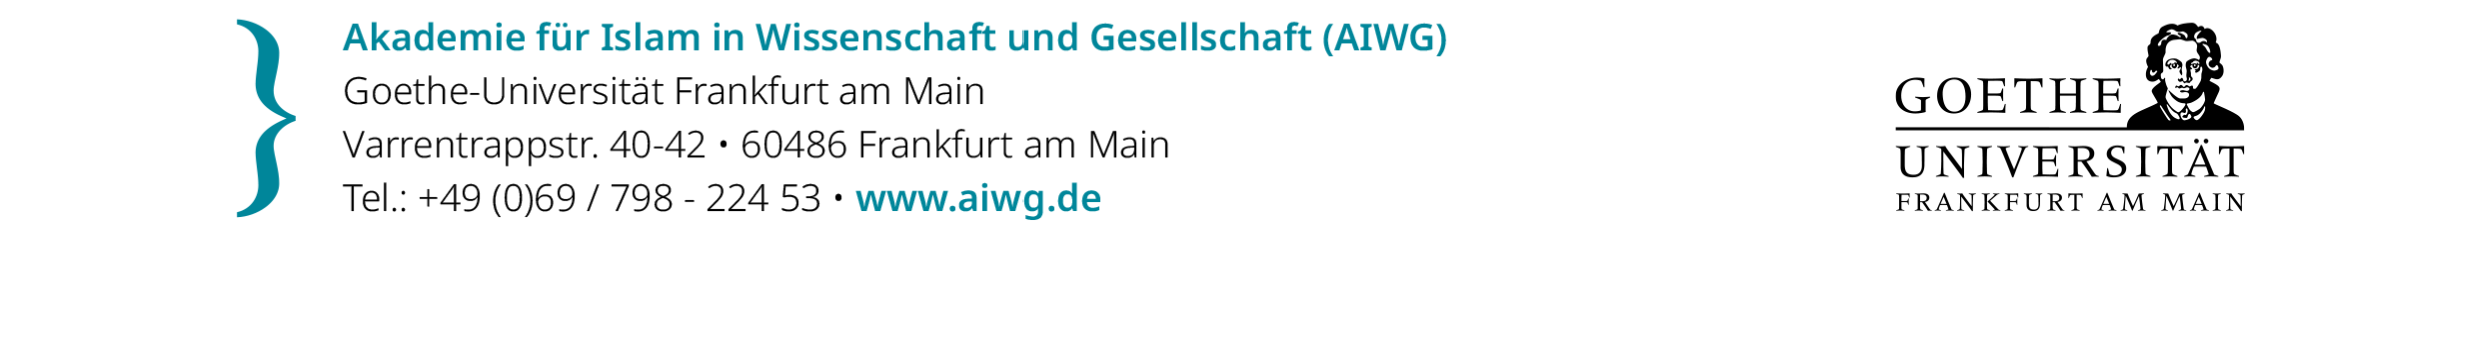 Akademie für Islam in Wissenschaft und Gesellschaft (AIWG)
Goethe-Universität Frankfurt am Main
Varrentrappstr. 40-42 • 60486 Frankfurt am Main
Tel.: +49 (0)69 / 798 - 224 53 • www.aiwg.de
GOETHE
UNIVERSITÄT
FRANKFURT AM MAIN